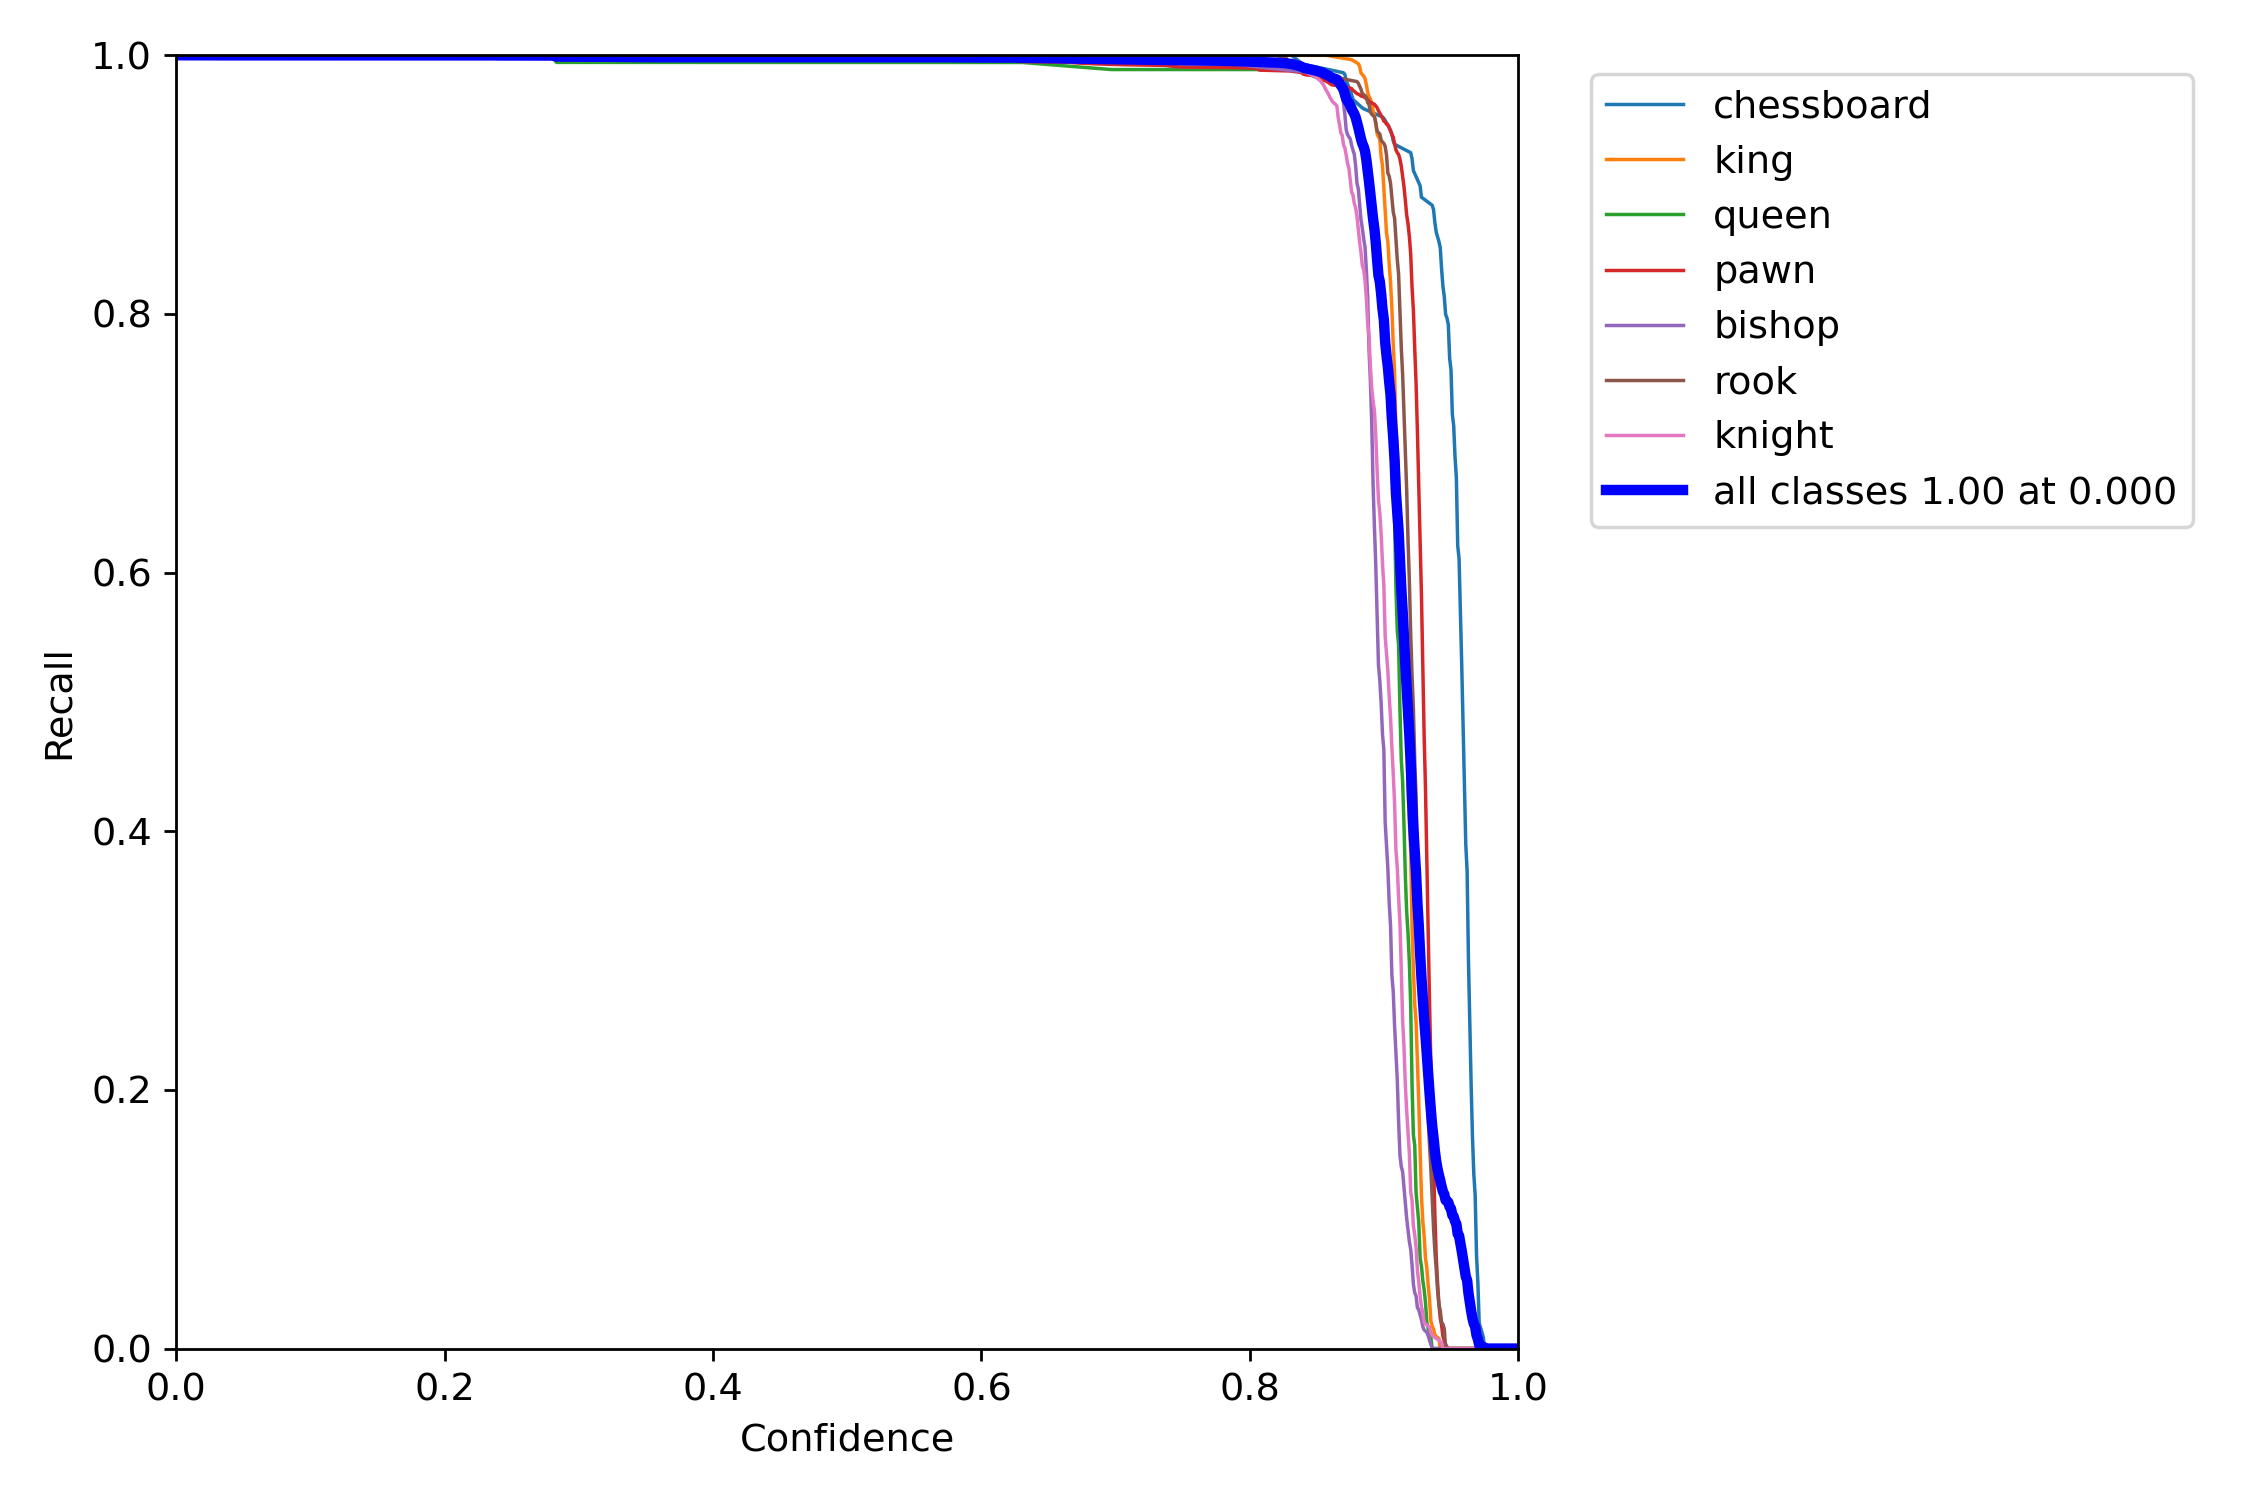 1.0
0.8
0.6
0.4
0.2
0.0
Recall
0.0 0.2 0.4 0.6 0.8 1.0
Confidence
chessboard
king
queen
pawn
bishop
rook
knight
all classes 1.00 at 0.000